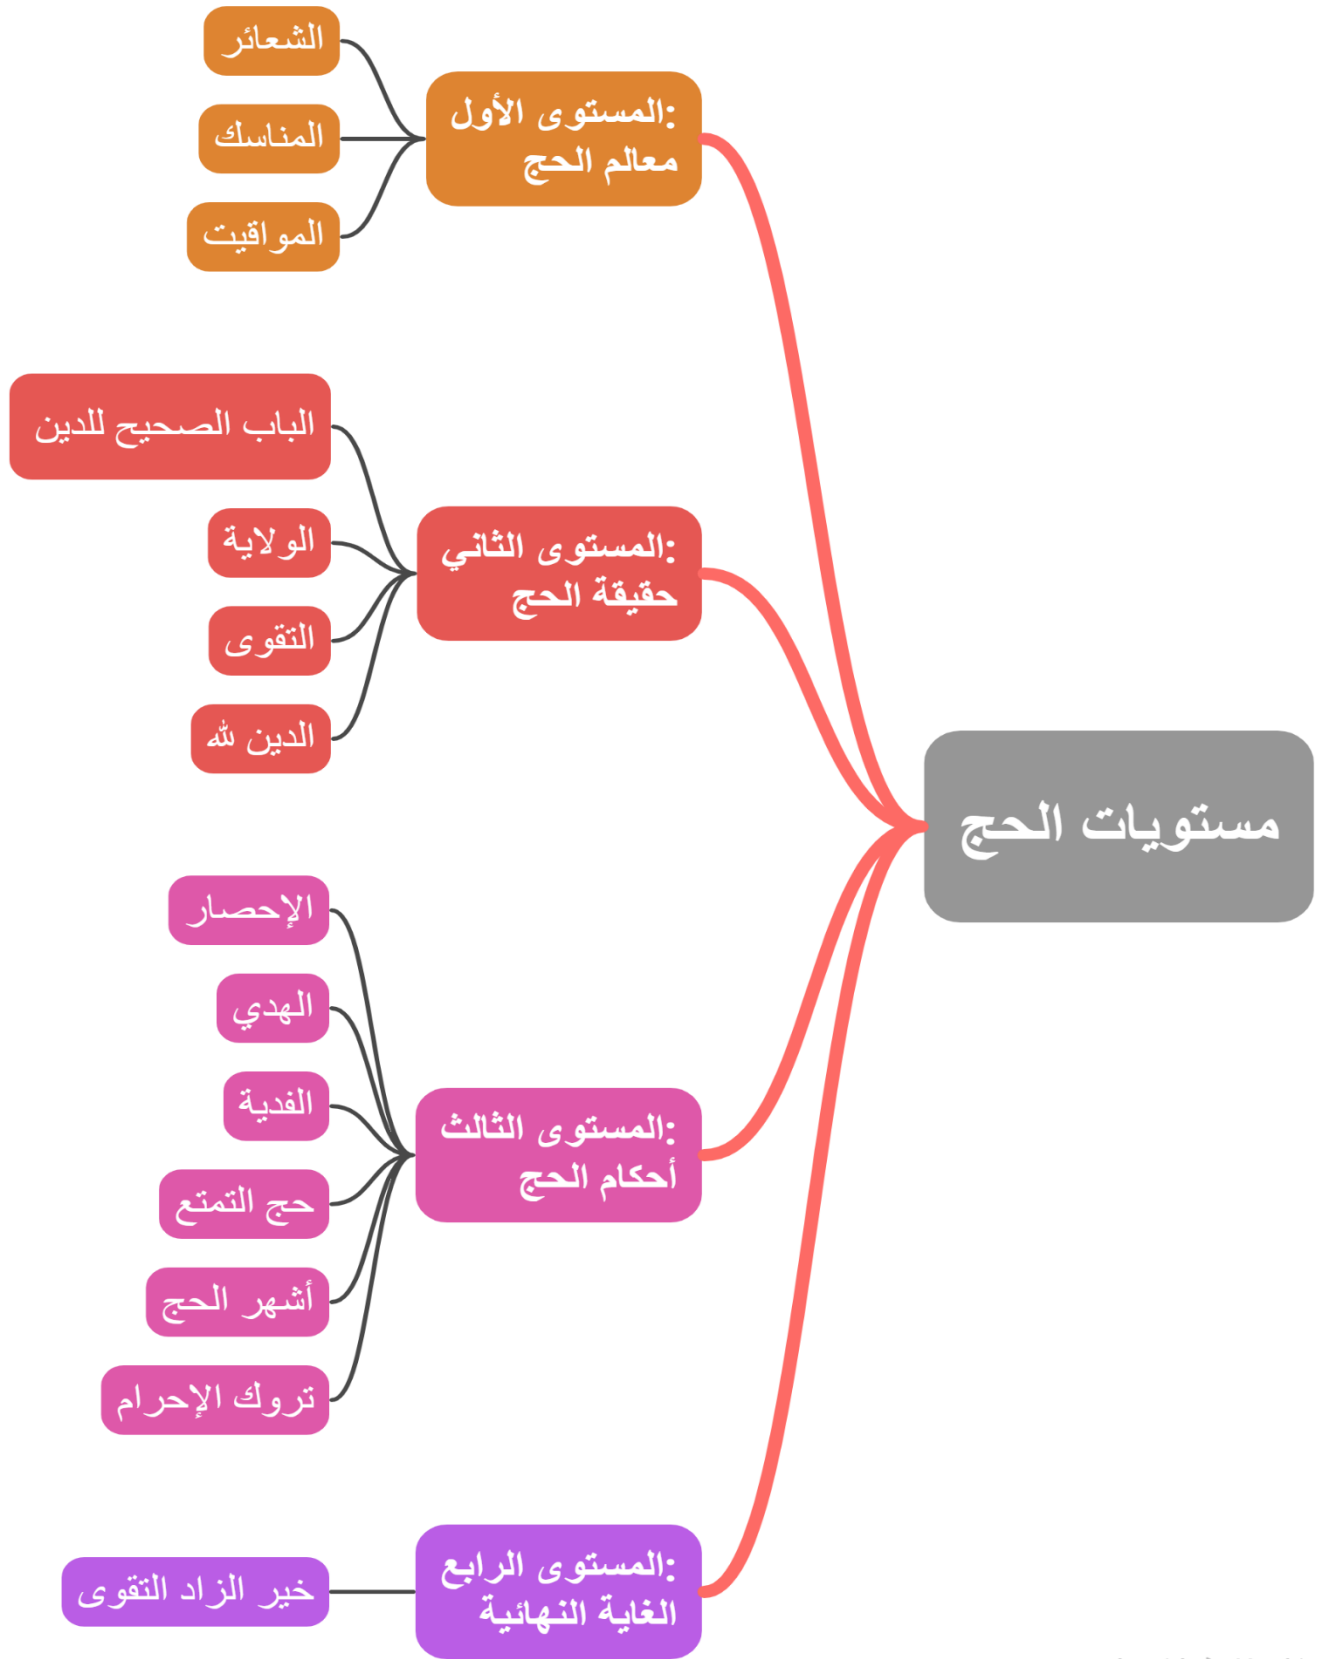 مستويات الحج
المستوى الأول:
معالم الحج
الشعائر
المناسك
المواقيت
المستوى الثاني:
حقيقة الحج
الباب الصحيح للدين
الولاية
التقوى
الدين لله
المستوى الثالث:
أحكام الحج
الإحصار
الهدي
الفدية
حج التمتع
أشهر الحج
تروك الإحرام
المستوى الرابع:
الغاية النهائية
خير الزاد التقوى